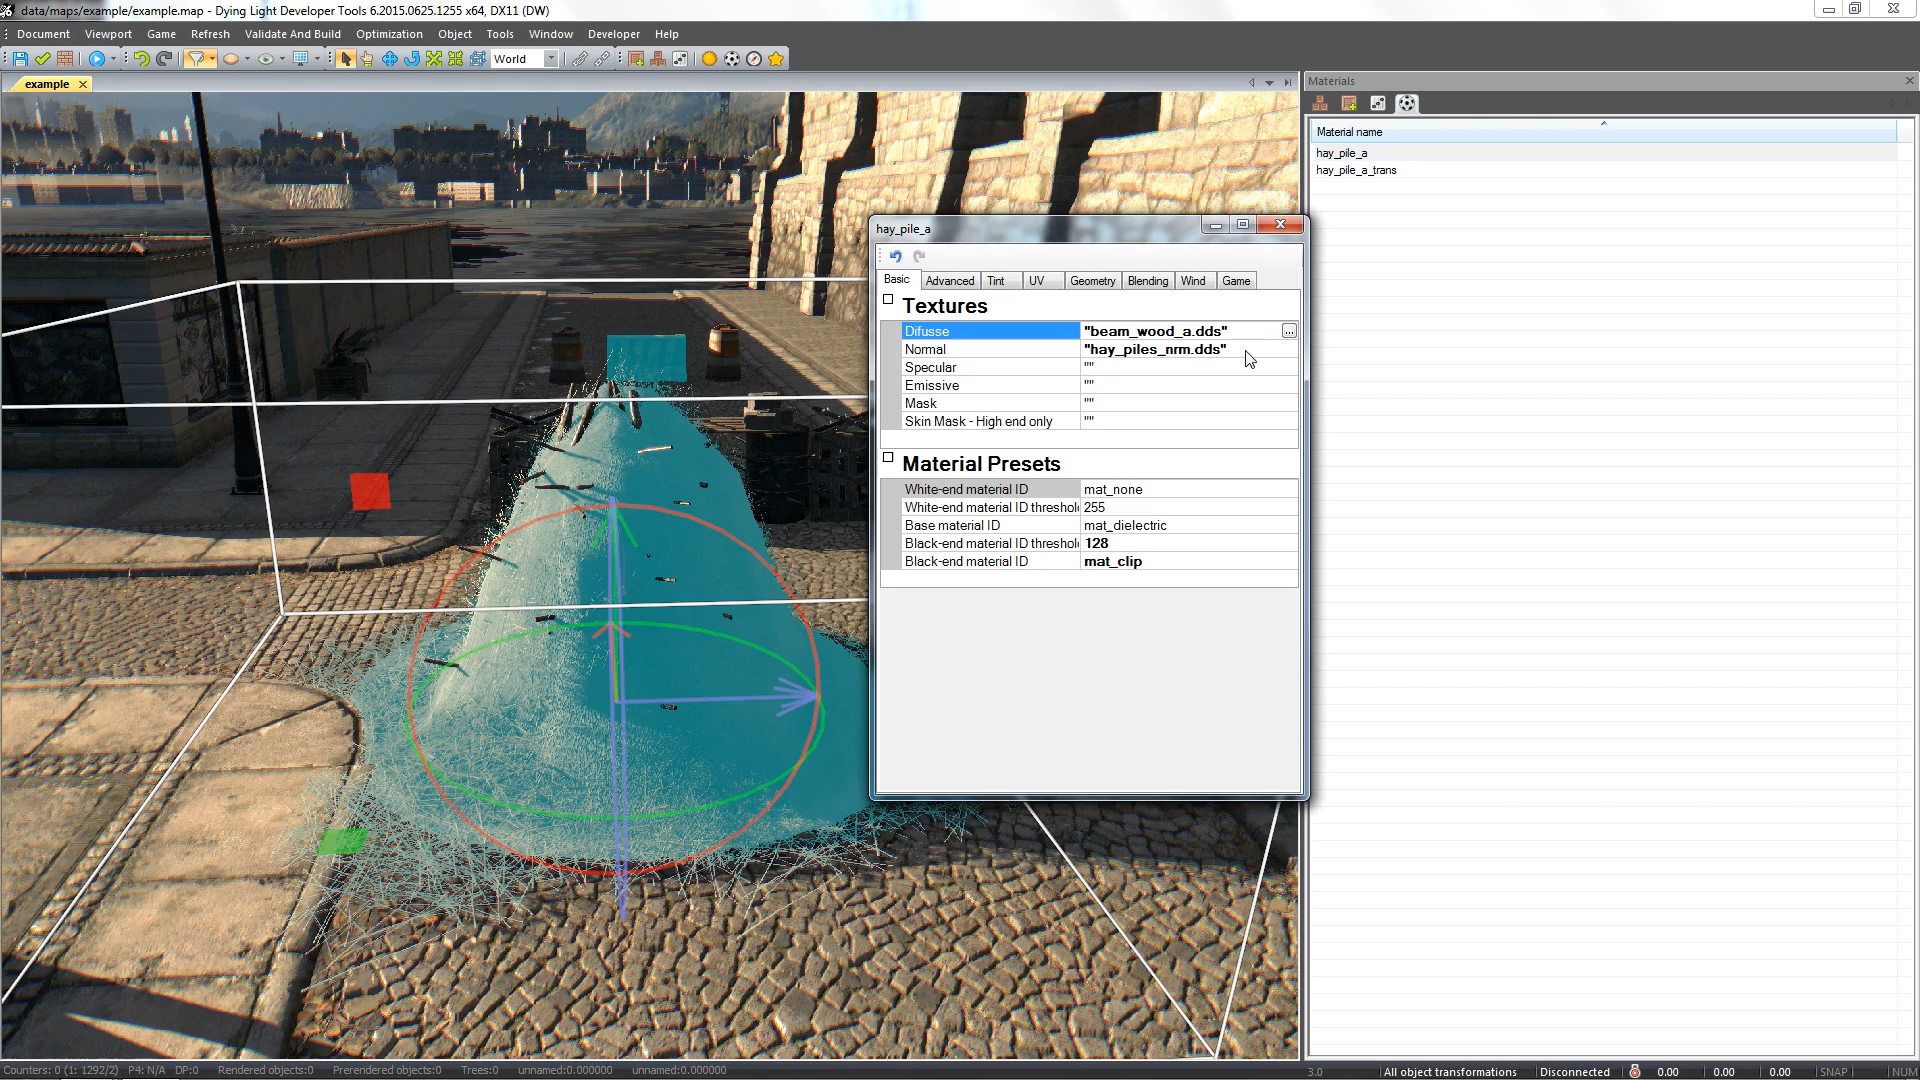 data/maps/example/example.map - Dying Light Developer Tools 6.2015.0625.1255 x64, DX11 (DW)
Document Viewport Game Refresh Validate And Build Optimization Object Tools Window Developer Help
World
example
Materials
Material name
hay_pile_a
hay_pile_a_trans
hay_pile_a
Basic Advanced Tint UV Geometry Blending Wind Game
Textures
Difusse "beam_wood_a.dds" ...
Normal "hay_piles_nrm.dds"
Specular ""
Emissive ""
Mask ""
Skin Mask - High end only ""
Material Presets
White-end material ID mat_none
White-end material ID threshol 255
Base material ID mat_dielectric
Black-end material ID threshol 128
Black-end material ID mat_clip
Counters: 0 (1: 1292/2) P4: N/A DP:0 Rendered objects:0 Prerendered objects:0 Trees:0 unnamed:0.000000 unnamed:0.000000
3.0 All object transformations Disconnected 0.00 0.00 0.00 SNAP NUM